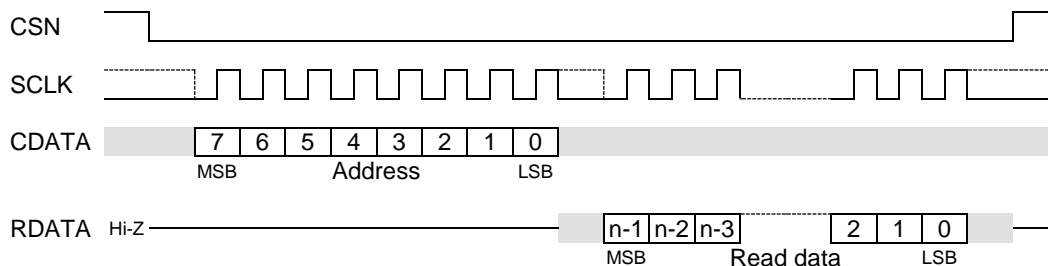 CSN
SCLK
CDATA 7 6 5 4 3 2 1 0
MSB Address LSB
RDATA Hi-Z n-1 n-2 n-3 2 1 0
MSB Read data LSB